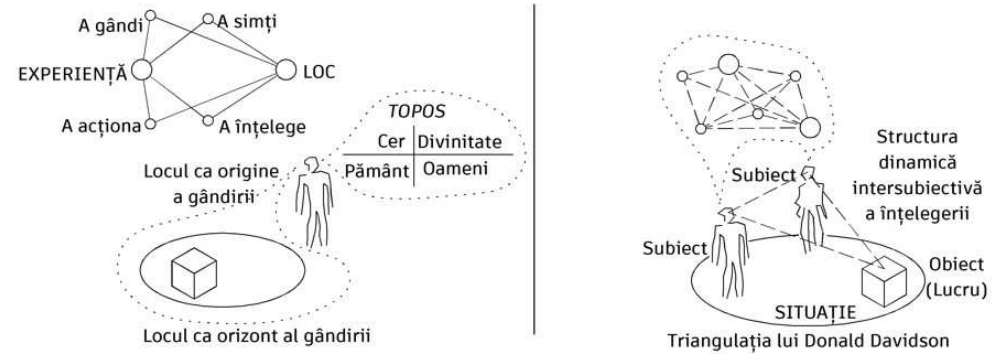 A gândi
A simți
EXPERIENȚĂ
LOC
A acționa
A înțelege
TOPOS
Cer Divinitate
Pământ Oameni
Locul ca origine
a gândirii
Locul ca orizont al gândirii
Structura
dinamică
intersubiectivă
a înțelegerii
Subiect
Subiect
Obiect
(Lucru)
SITUAȚIE
Triangulația lui Donald Davidson